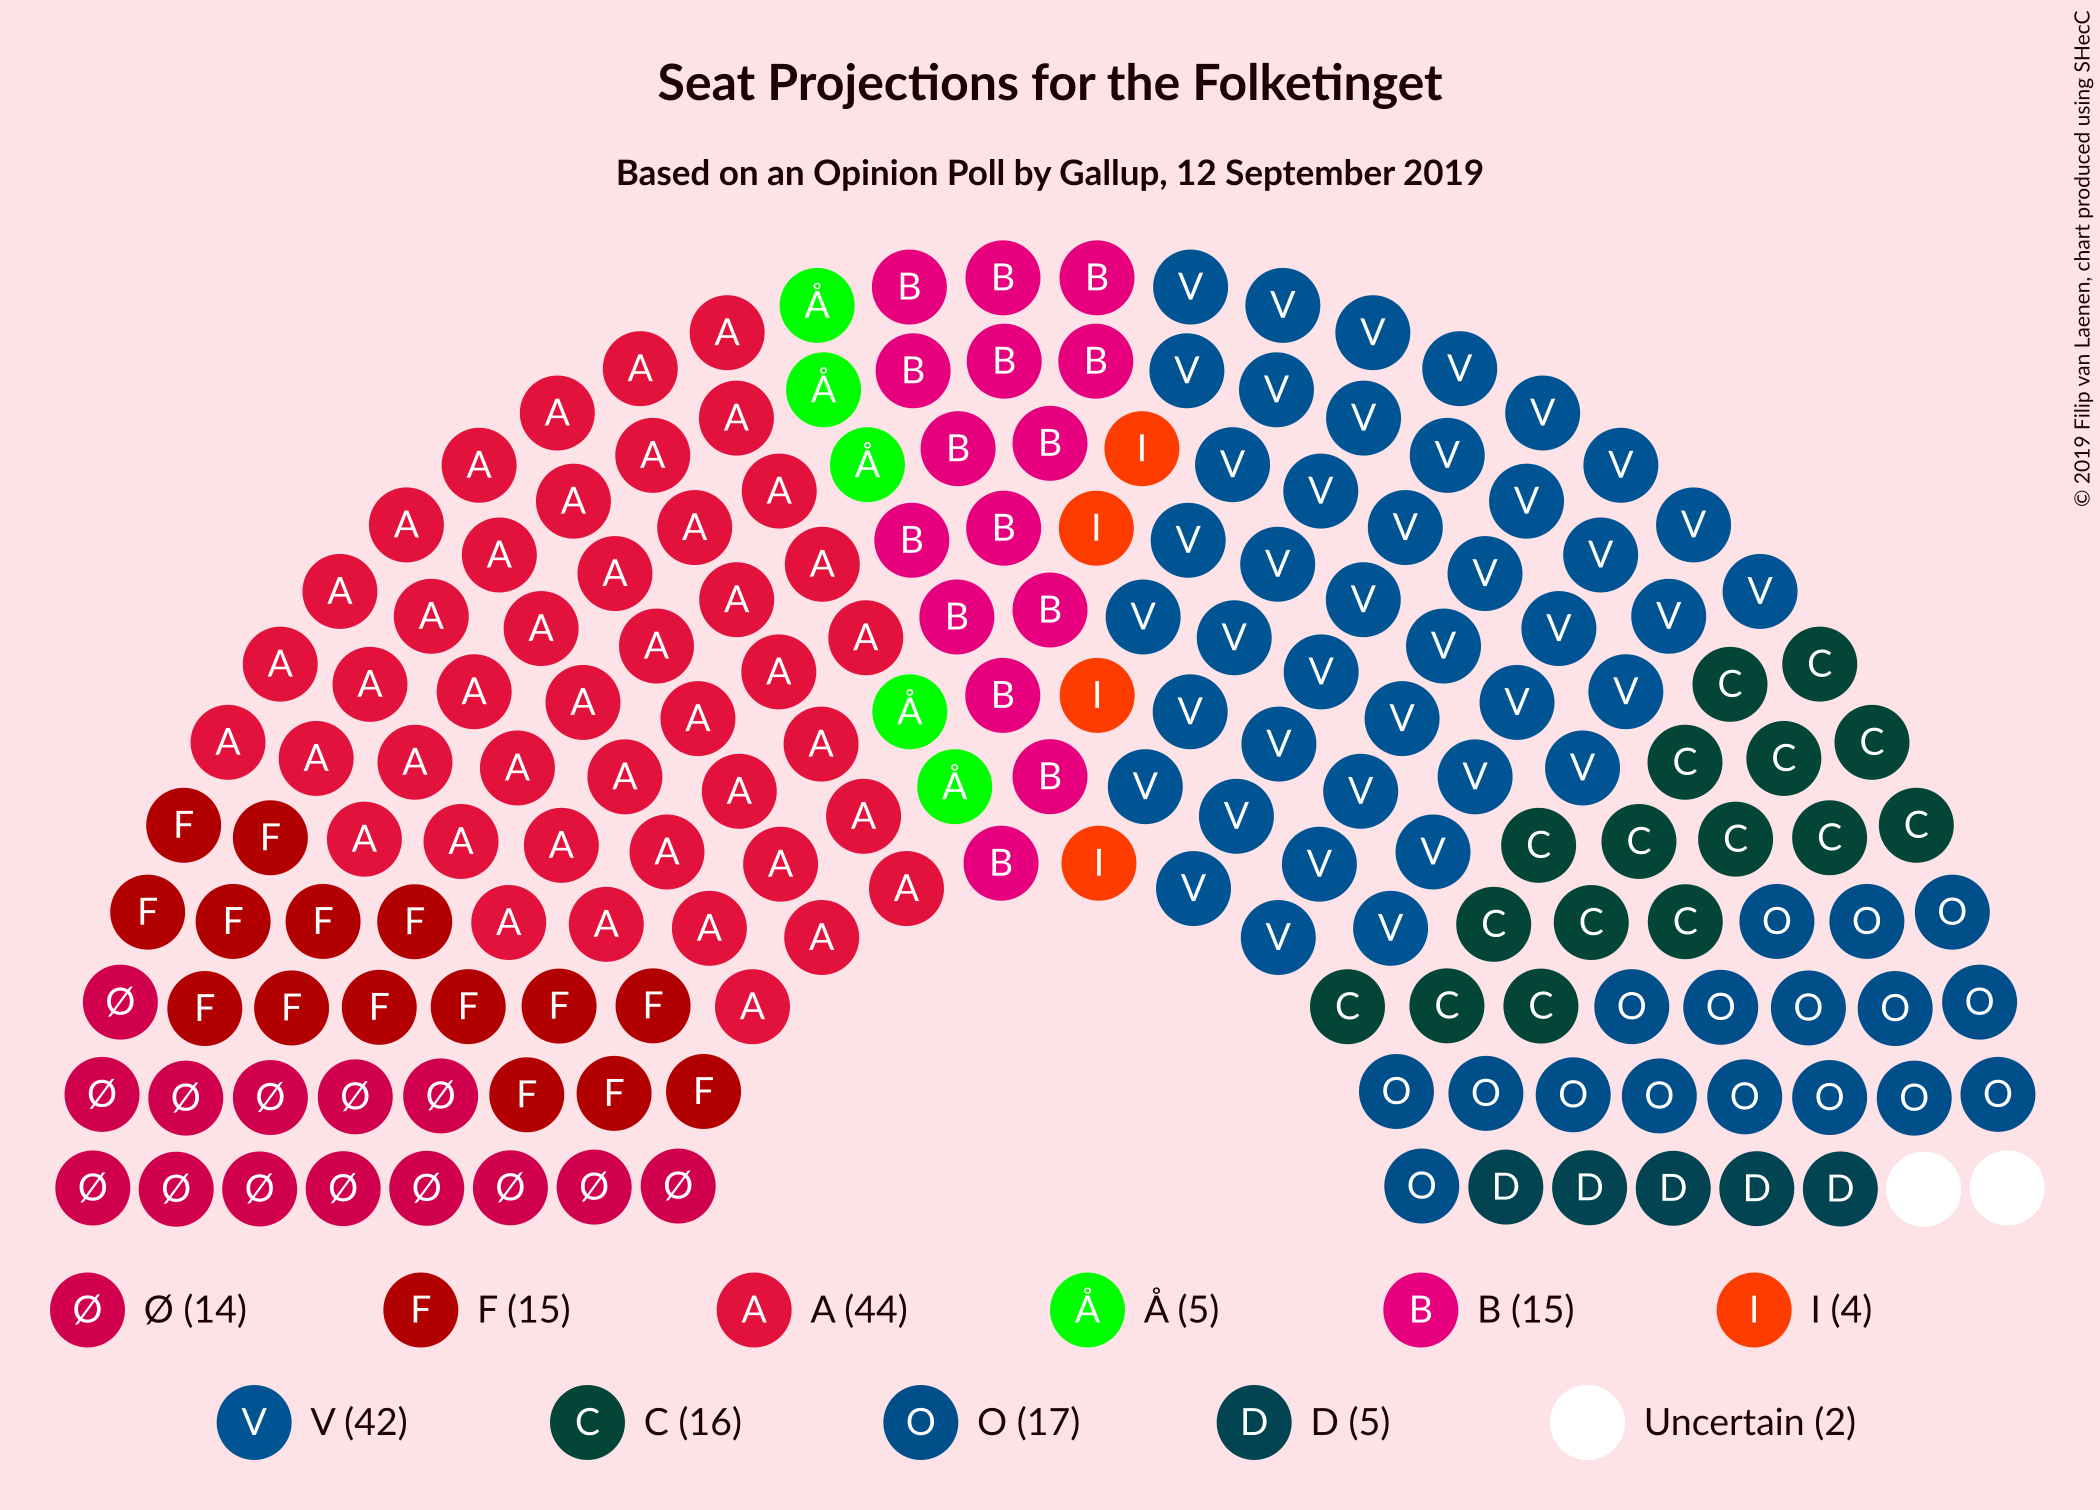 Seat Projections for the Folketinget
Based on an Opinion Poll by Gallup, 12 September 2019
© 2019 Filip van Laenen, chart produced using SHecC
B B B V
Å B B B V V
A Å B B I V V V
A A Å B B I V V V V
A A A B B V V V V V
A A A A B I V V V V V
A A A A Å B V V V V V V
A A A A A Å B I V V V V V V
Ø Ø (14) F F (15) A A (44) Å Å (5) B B (15) I I (4)
V V (42) C C (16) O O (17) D D (5) Uncertain (2)